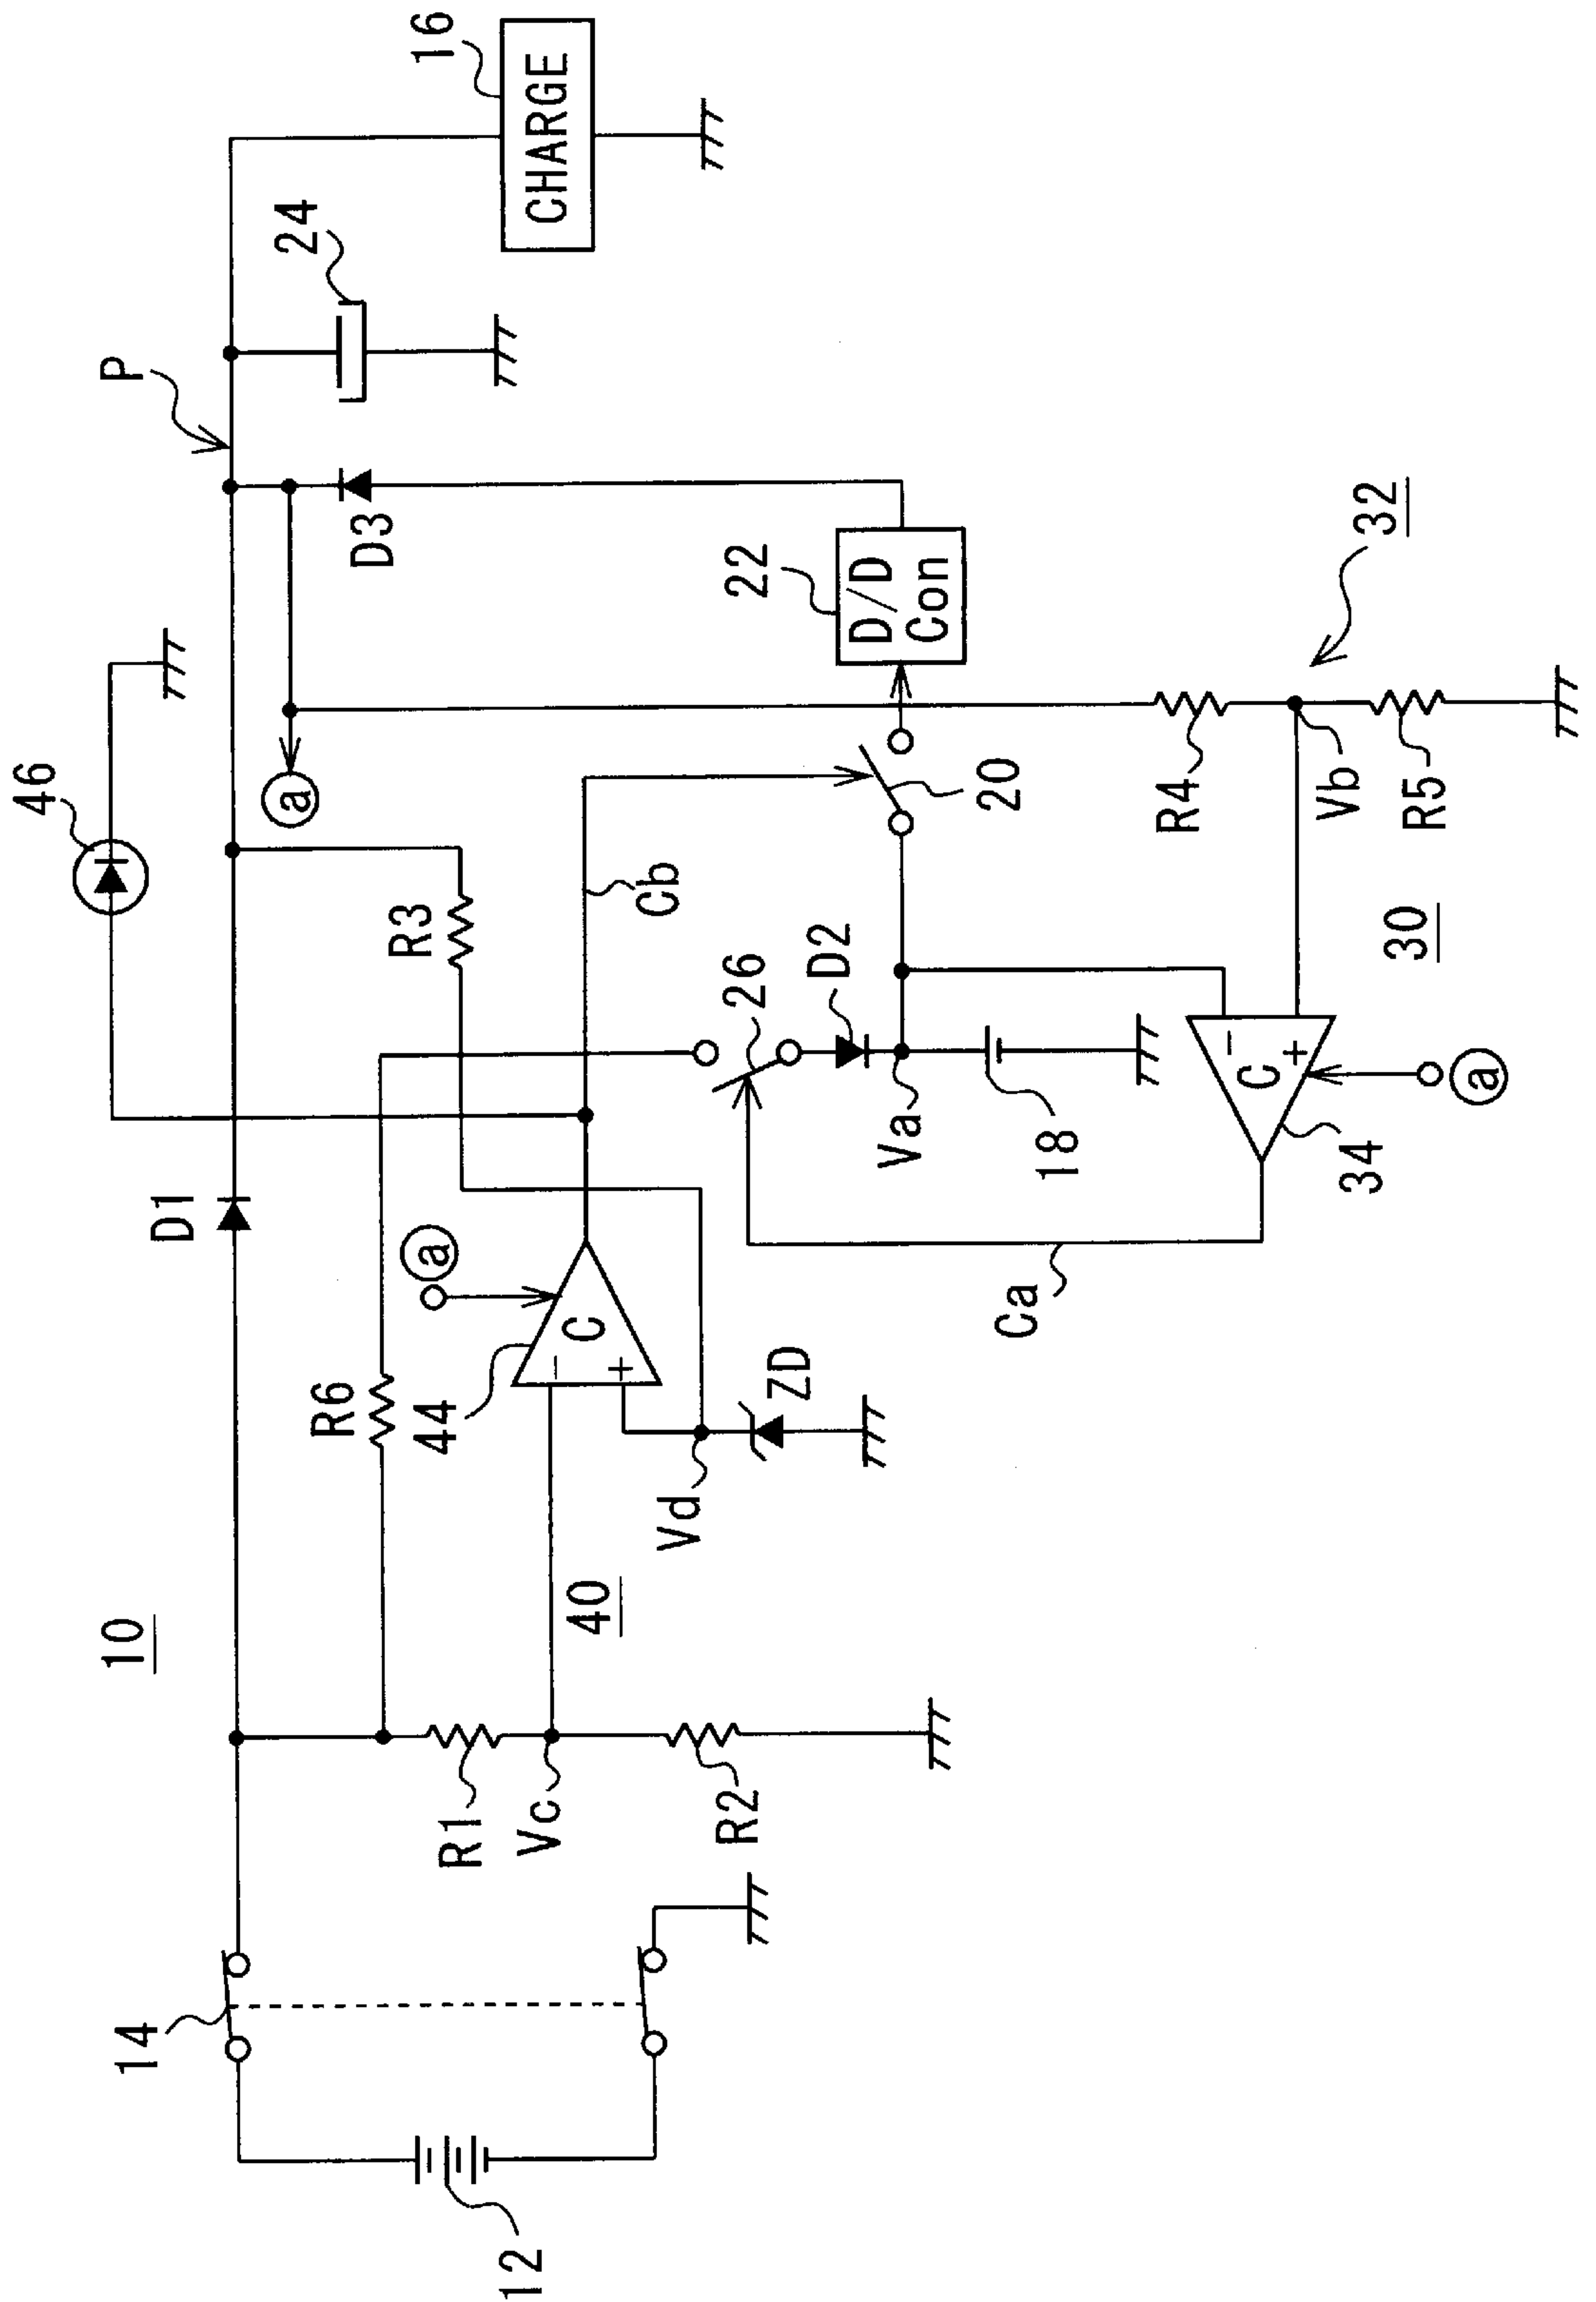 10
14
12
D1
R6
R1
Vc
R2
40
44
C
-
+
a
Vd
ZD
46
R3
Cb
a
P
24
16
CHARGE
D3
22
D/D
Con
20
26
D2
Va
18
Ca
34
C
-
+
a
30
32
R4
Vb
R5